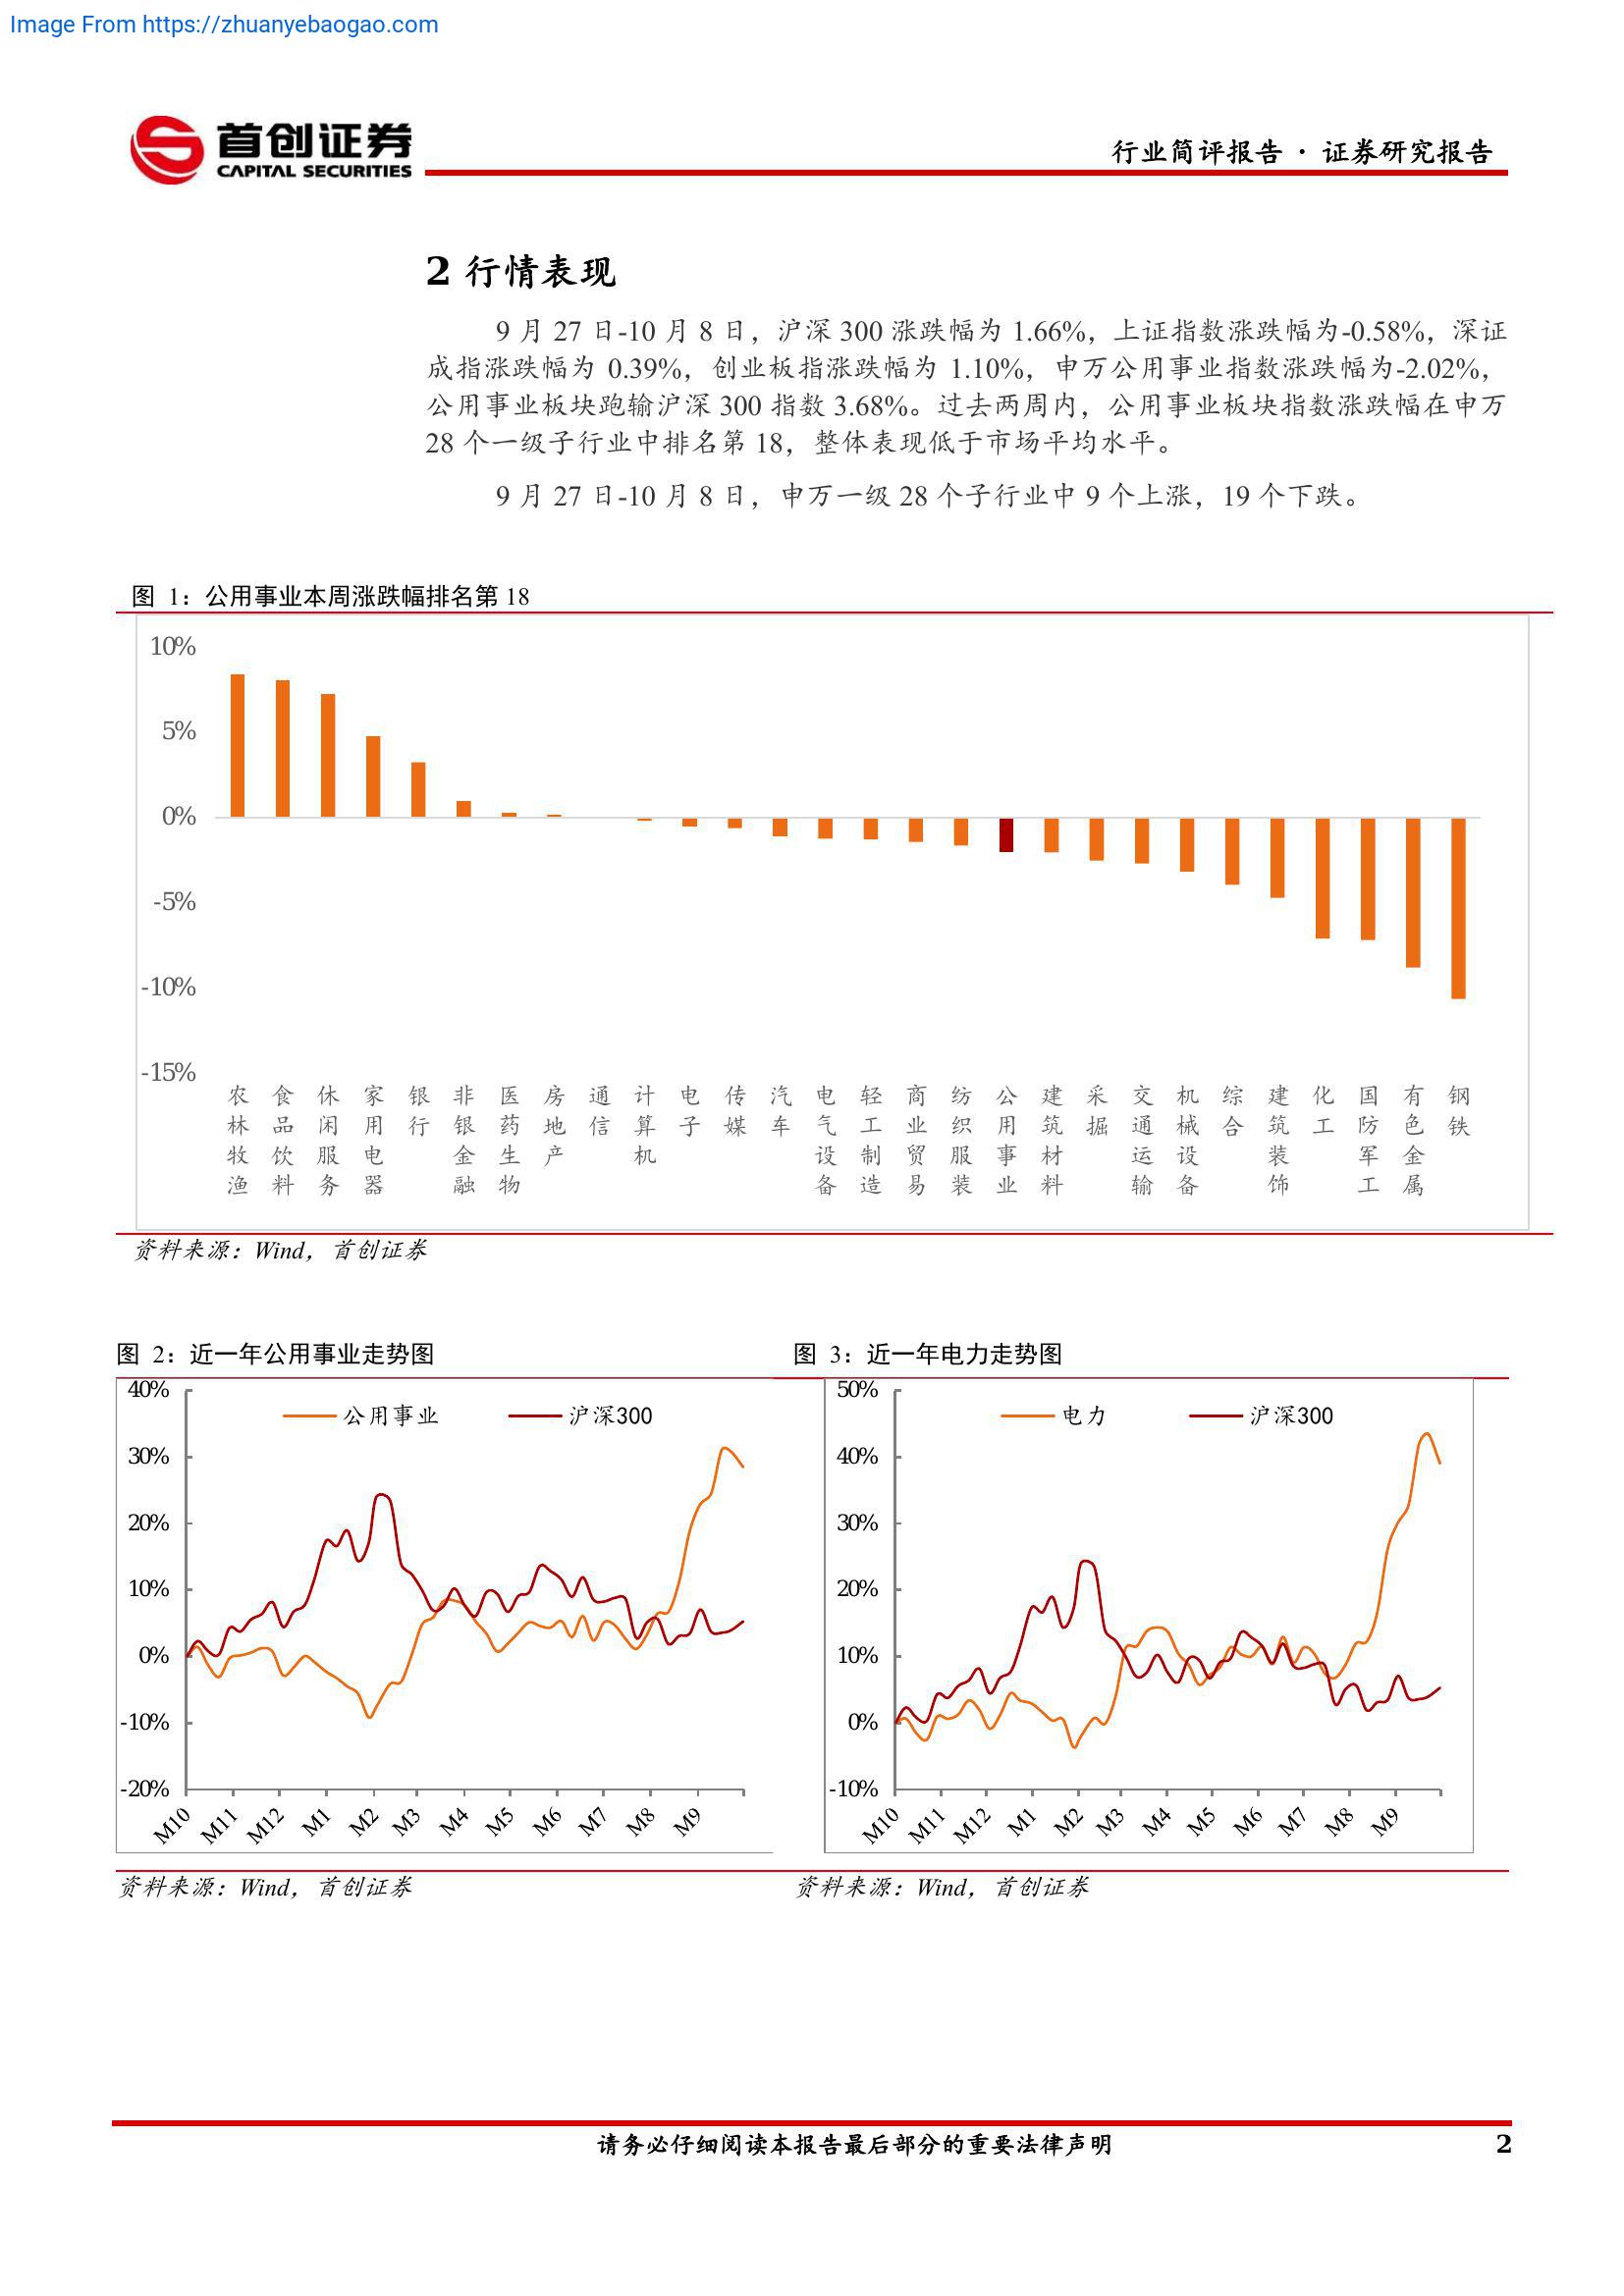 Image From https://zhuanyebaogao.com
首创证券
CAPITAL SECURITIES
行业简评报告 · 证券研究报告
2 行情表现
9 月 27 日-10 月 8 日，沪深 300 涨跌幅为 1.66%，上证指数涨跌幅为-0.58%，深证
成指涨跌幅为 0.39%，创业板指涨跌幅为 1.10%，申万公用事业指数涨跌幅为-2.02%，
公用事业板块跑输沪深 300 指数 3.68%。过去两周内，公用事业板块指数涨跌幅在申万
28 个一级子行业中排名第 18，整体表现低于市场平均水平。
9 月 27 日-10 月 8 日，申万一级 28 个子行业中 9 个上涨，19 个下跌。
图 1：公用事业本周涨跌幅排名第 18
10%
5%
0%
-5%
-10%
-15%
农林牧渔
食品饮料
休闲服务
家用电器
银行
非银金融
医药生物
房地产
通信
计算机
电子
传媒
汽车
电气设备
轻工制造
商业贸易
纺织服装
公用事业
建筑材料
采掘
交通运输
机械设备
综合
建筑装饰
化工
国防军工
有色金属
钢铁
资料来源：Wind，首创证券
图 2：近一年公用事业走势图
40%
30%
20%
10%
0%
-10%
-20%
公用事业 沪深300
M10 M11 M12 M1 M2 M3 M4 M5 M6 M7 M8 M9
资料来源：Wind，首创证券
图 3：近一年电力走势图
50%
40%
30%
20%
10%
0%
-10%
电力 沪深300
M10 M11 M12 M1 M2 M3 M4 M5 M6 M7 M8 M9
资料来源：Wind，首创证券
请务必仔细阅读本报告最后部分的重要法律声明 2